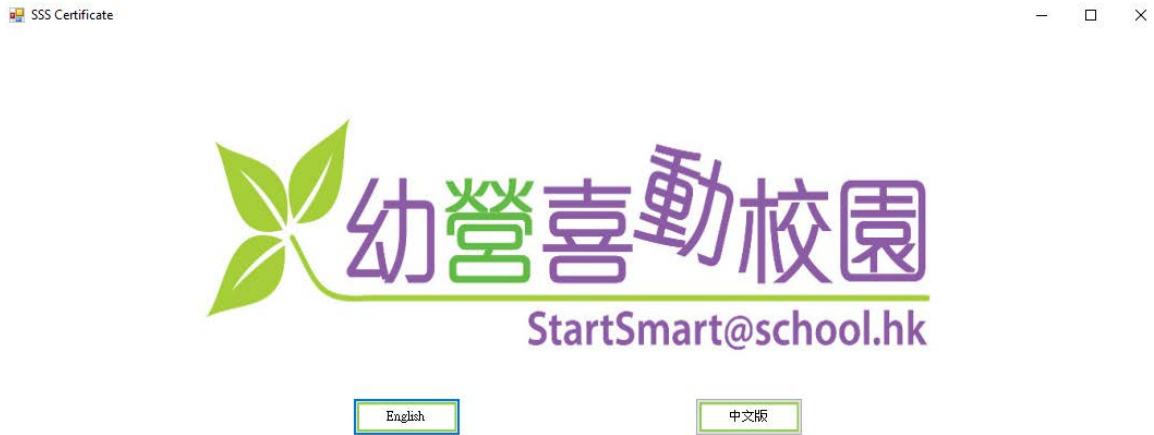 SSS Certificate
幼營喜動校園
StartSmart@school.hk
English
中文版